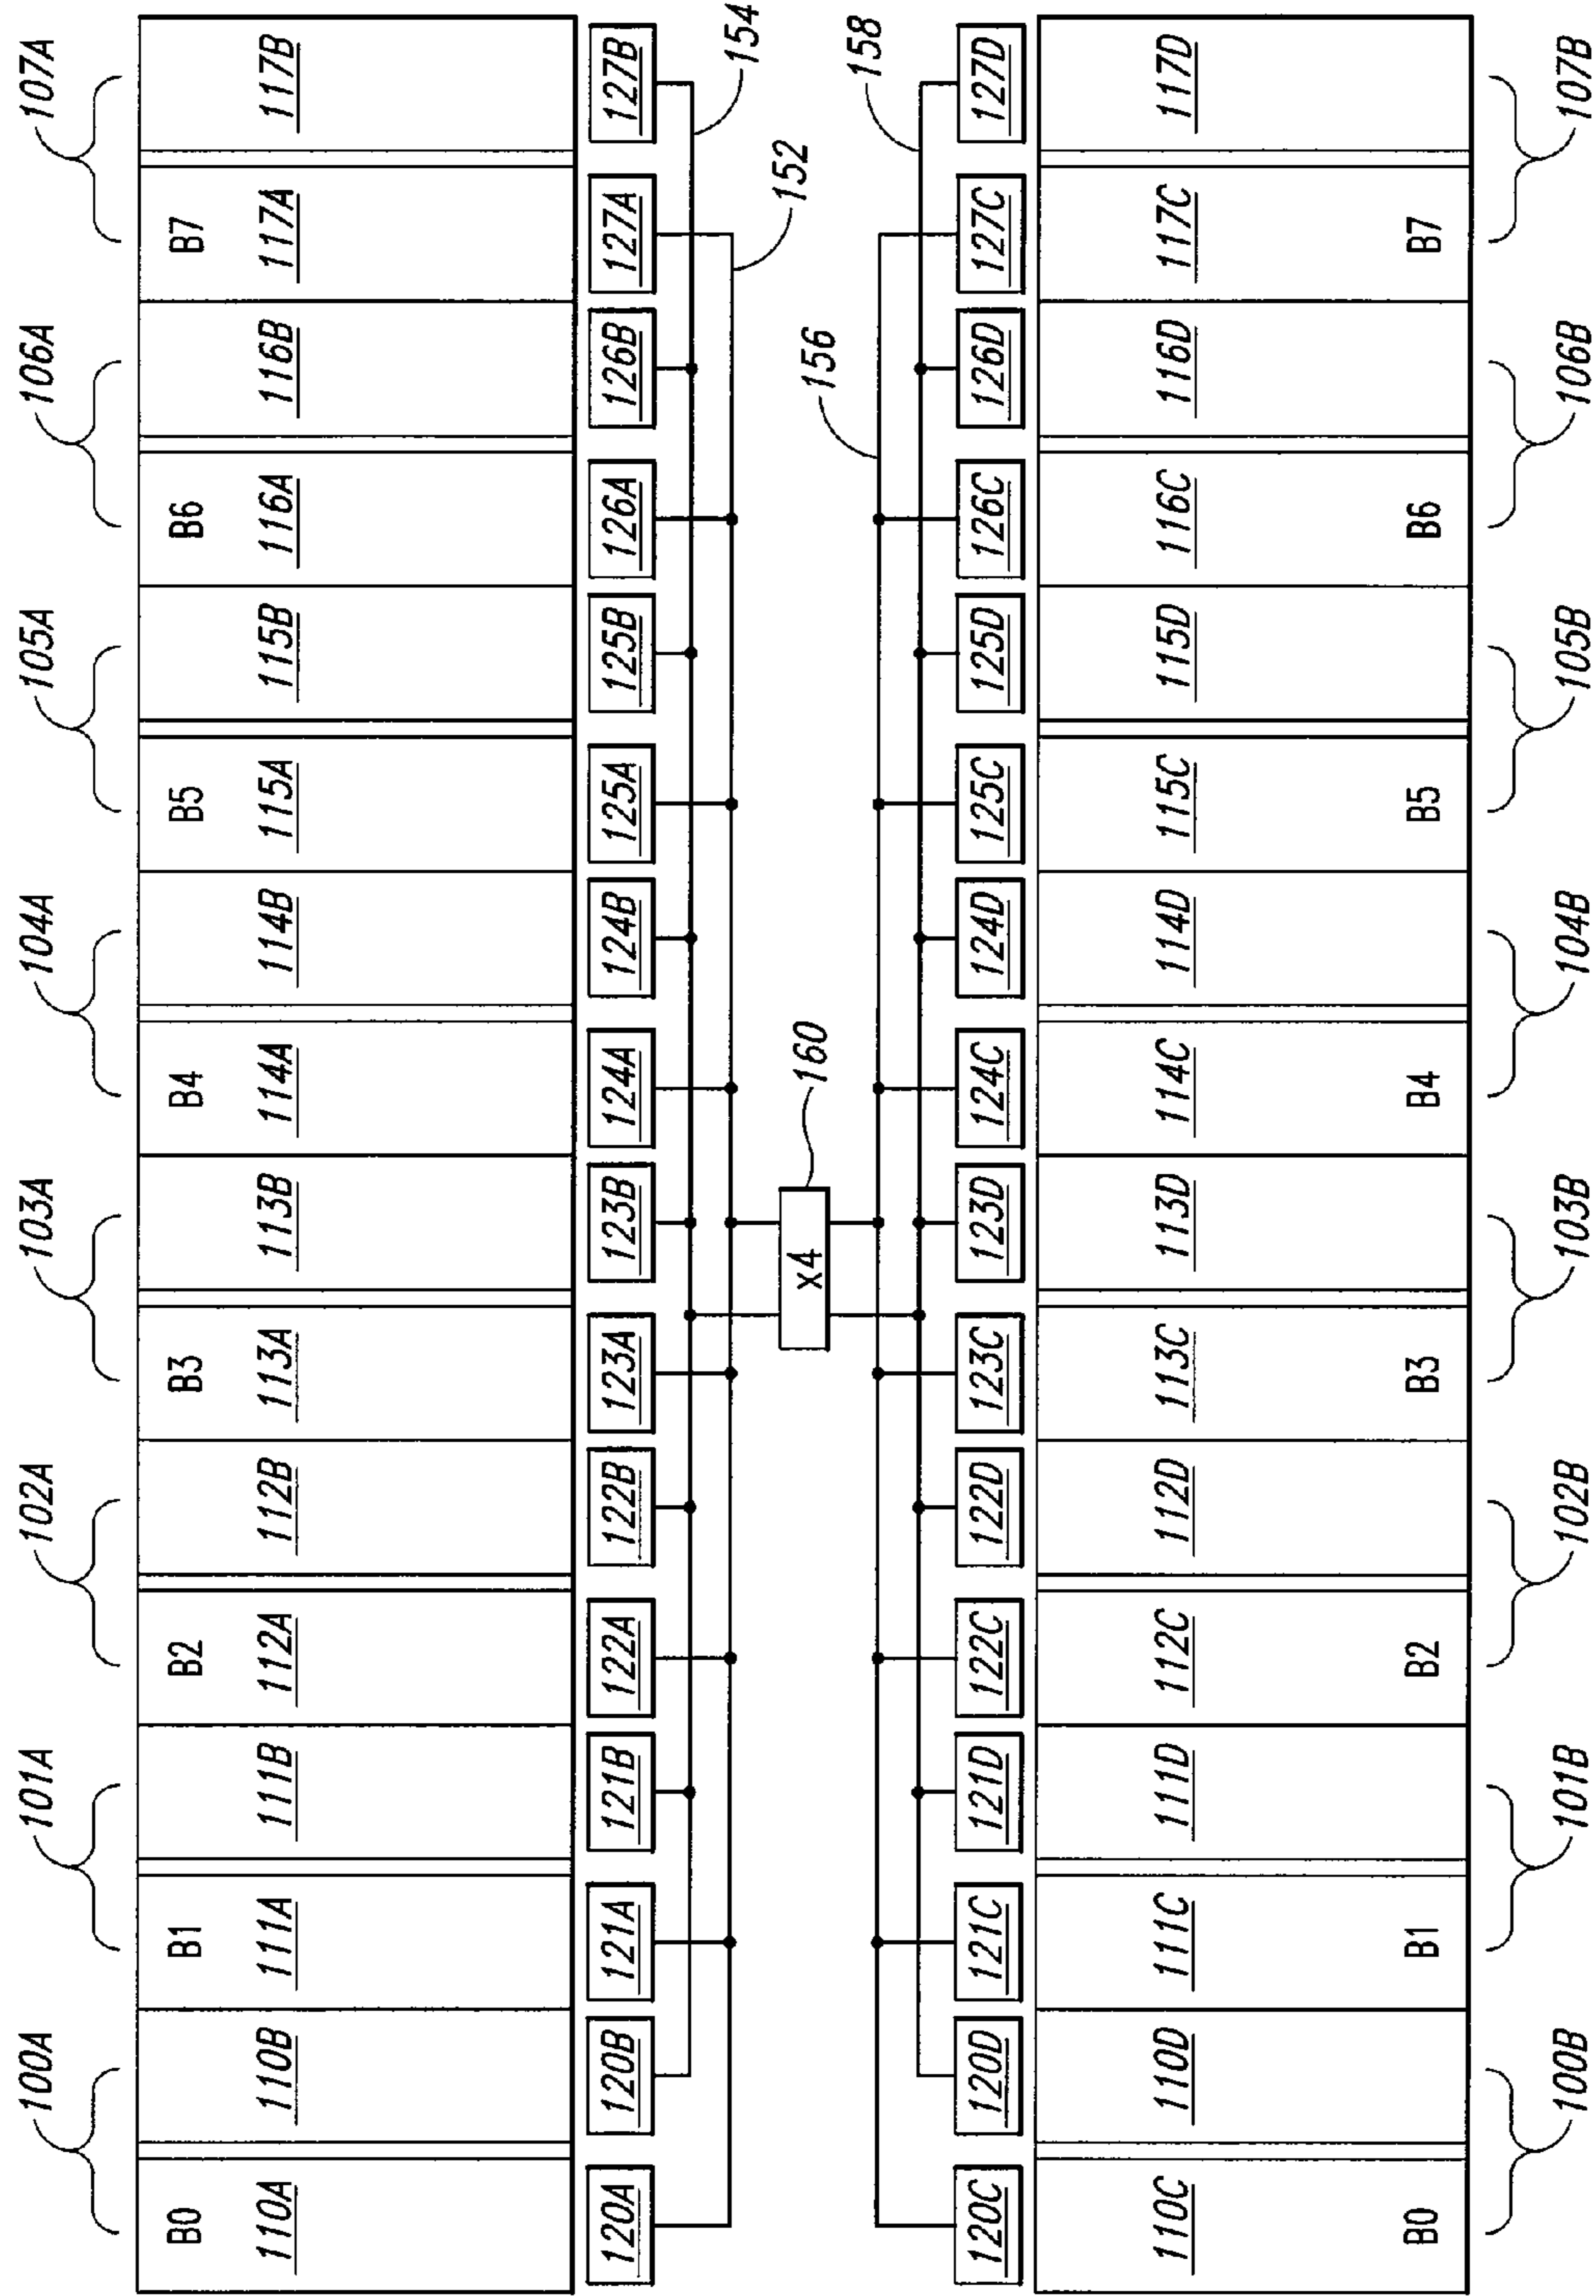 100A 101A 102A 103A 104A 105A 106A 107A
B0 B1 B2 B3 B4 B5 B6 B7
110A 110B 111A 111B 112A 112B 113A 113B 114A 114B 115A 115B 116A 116B 117A 117B
120A 120B 121A 121B 122A 122B 123A 123B 124A 124B 125A 125B 126A 126B 127A 127B
154
152
x4
160
156
158
120C 120D 121C 121D 122C 122D 123C 123D 124C 124D 125C 125D 126C 126D 127C 127D
110C 110D 111C 111D 112C 112D 113C 113D 114C 114D 115C 115D 116C 116D 117C 117D
B0 B1 B2 B3 B4 B5 B6 B7
100B 101B 102B 103B 104B 105B 106B 107B